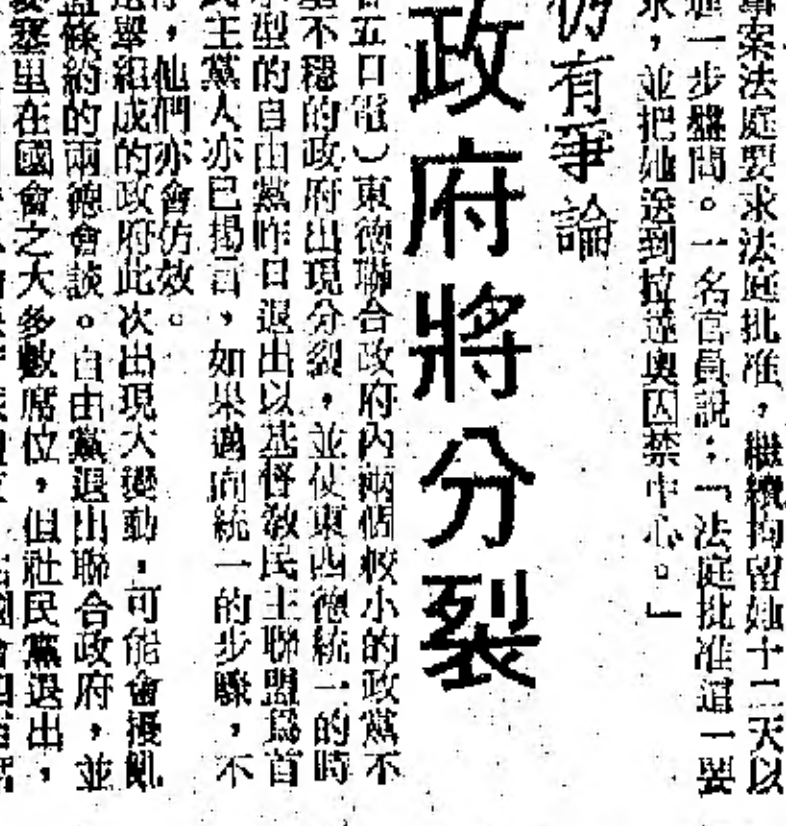 案法庭要求法庭批准，繼續拘留她十二天以
進一步盤問。一名官員說：「法庭批准這一要
求，並把她送到拉達奧囚禁中心。」
仍有爭論
政府將分裂
五日電）東德聯合政府內兩個較小的政黨不
不穩的政府出現分裂，並使東西德統一的時
型的自由黨昨日退出以基督教民主聯盟爲首
民主黨人亦已揚言，如果邁向統一的步驟，不
，他們亦會仿效。
選舉組成的政府此次出現大變動，可能會擾亂
條約的兩德會談。自由黨退出聯合政府，並
塞里在國會之大多數席位，但社民黨退出，